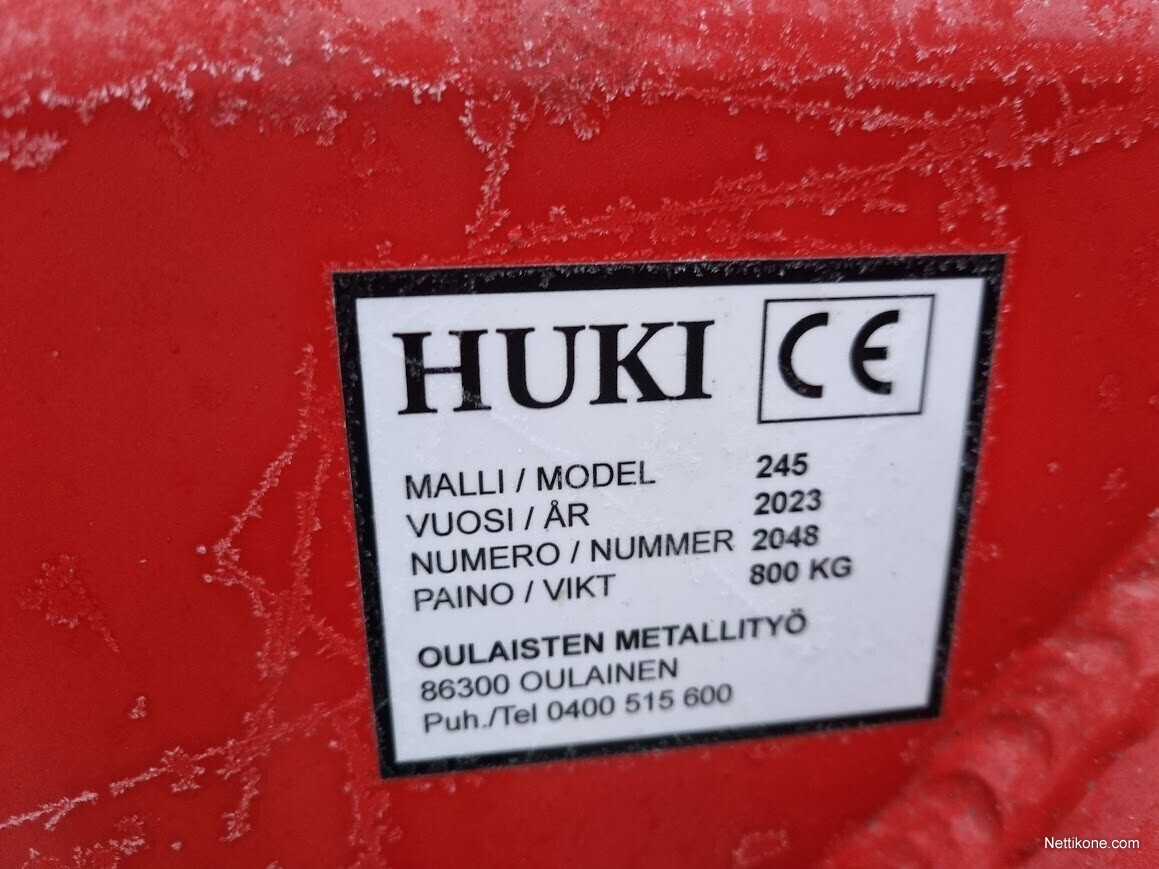 HUKI CE
MALLI / MODEL 245
VUOSI / ÅR 2023
NUMERO / NUMMER 2048
PAINO / VIKT 800 KG
OULAISTEN METALLITYÖ
86300 OULAINEN
Puh./Tel 0400 515 600
Nettikone.com